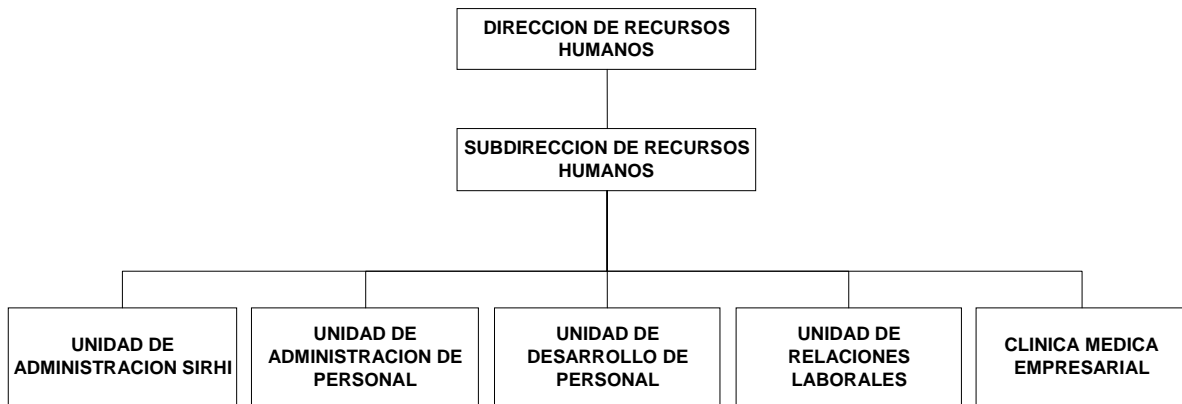 DIRECCION DE RECURSOS
HUMANOS
SUBDIRECCION DE RECURSOS
HUMANOS
UNIDAD DE
ADMINISTRACION SIRHI
UNIDAD DE
ADMINISTRACION DE
PERSONAL
UNIDAD DE
DESARROLLO DE
PERSONAL
UNIDAD DE
RELACIONES
LABORALES
CLINICA MEDICA
EMPRESARIAL